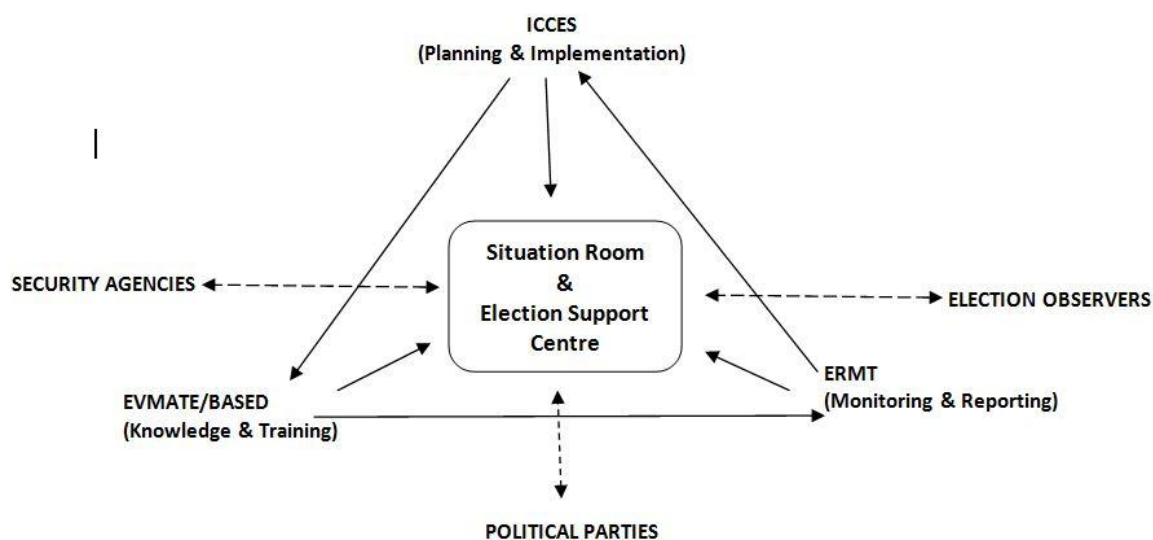 ICCES
(Planning & Implementation)
Situation Room
&
Election Support
Centre
SECURITY AGENCIES
ELECTION OBSERVERS
EVMATE/BASED
(Knowledge & Training)
ERMT
(Monitoring & Reporting)
POLITICAL PARTIES